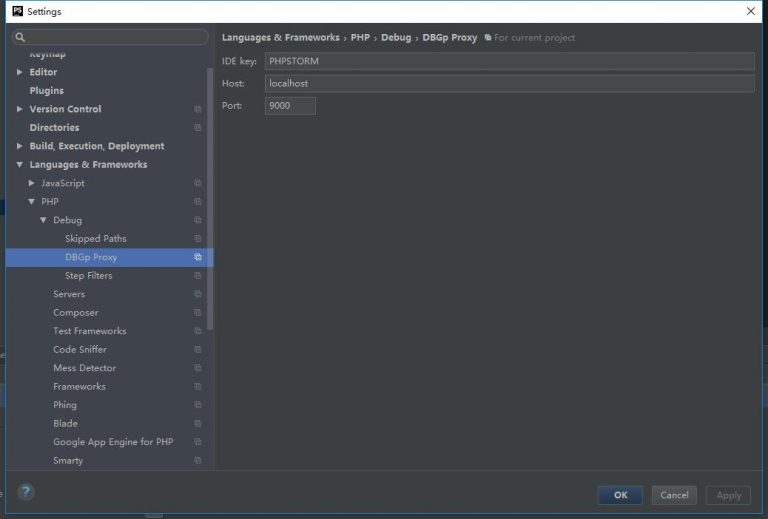 PS Settings
Keymap
Editor
Plugins
Version Control
Directories
Build, Execution, Deployment
Languages & Frameworks
JavaScript
PHP
Debug
Skipped Paths
DBGp Proxy
Step Filters
Servers
Composer
Test Frameworks
Code Sniffer
Mess Detector
Frameworks
Phing
Blade
Google App Engine for PHP
Smarty
Languages & Frameworks › PHP › Debug › DBGp Proxy For current project
IDE key: PHPSTORM
Host: localhost
Port: 9000
?
OK Cancel Apply